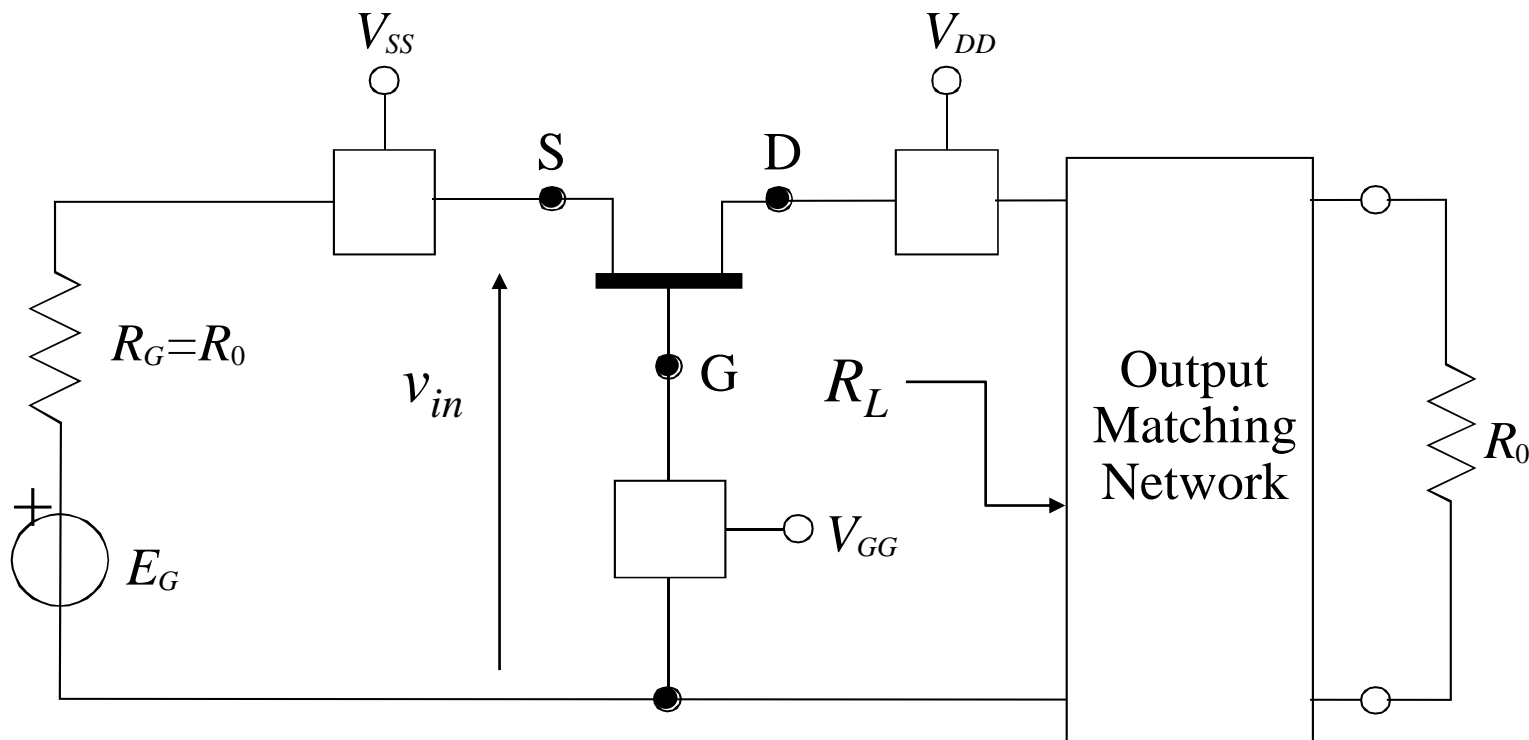 V_SS
V_DD
S
D
R_G=R_0
v_in
G
R_L
Output
Matching
Network
R_0
+
E_G
V_GG